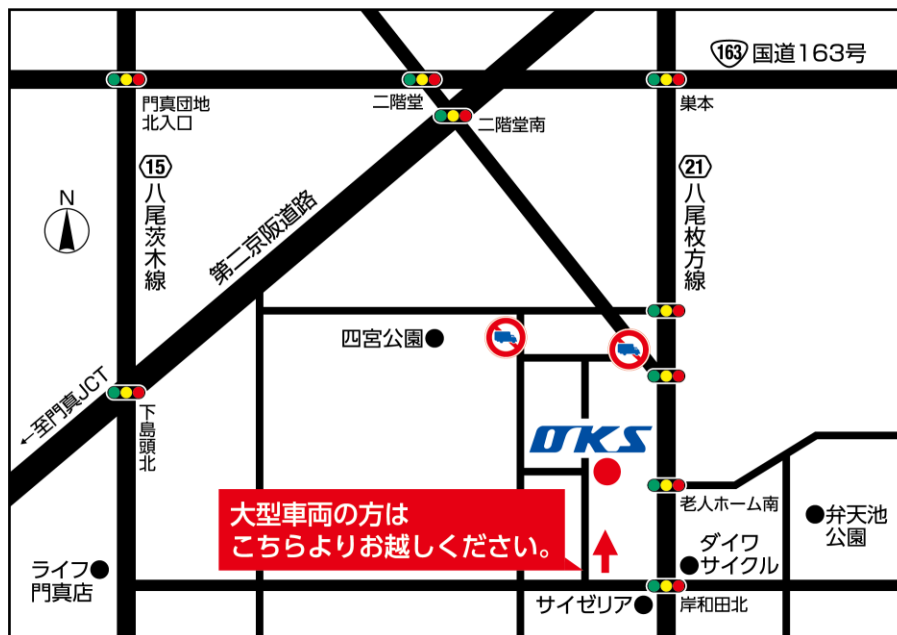 163 国道163号
門真団地
北入口
二階堂
二階堂南
巣本
15
八尾茨木線
21
八尾枚方線
N
第二京阪道路
四宮公園
←至門真JCT
下島頭北
OKS
老人ホーム南
弁天池
公園
大型車両の方は
こちらよりお越しください。
ダイワ
サイクル
ライフ
門真店
サイゼリア
岸和田北